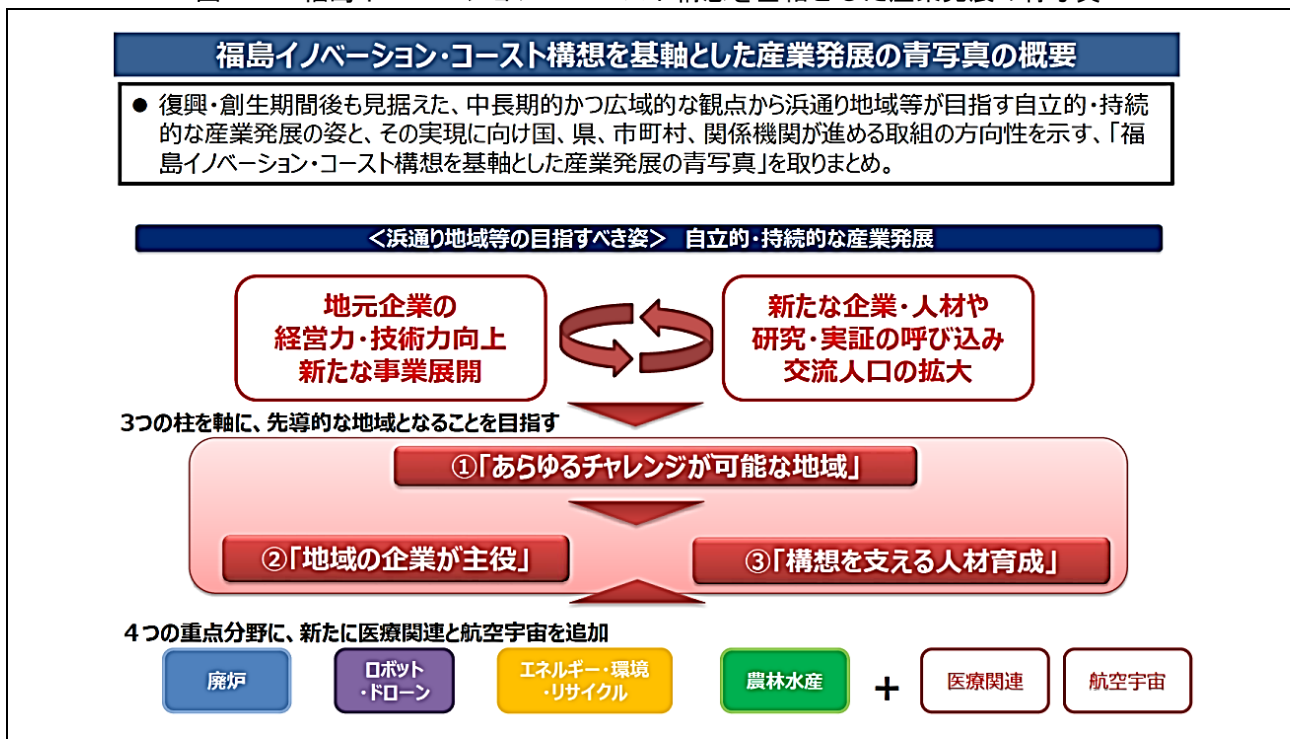 福島イノベーション・コースト構想を基軸とした産業発展の青写真の概要
● 復興・創生期間後も見据えた、中長期的かつ広域的な観点から浜通り地域等が目指す自立的・持続
的な産業発展の姿と、その実現に向け国、県、市町村、関係機関が進める取組の方向性を示す、「福
島イノベーション・コースト構想を基軸とした産業発展の青写真」を取りまとめ。
<浜通り地域等の目指すべき姿> 自立的・持続的な産業発展
地元企業の
経営力・技術力向上
新たな事業展開
新たな企業・人材や
研究・実証の呼び込み
交流人口の拡大
3つの柱を軸に、先導的な地域となることを目指す
①「あらゆるチャレンジが可能な地域」
②「地域の企業が主役」
③「構想を支える人材育成」
4つの重点分野に、新たに医療関連と航空宇宙を追加
廃炉
ロボット
・ドローン
エネルギー・環境
・リサイクル
農林水産
+
医療関連
航空宇宙